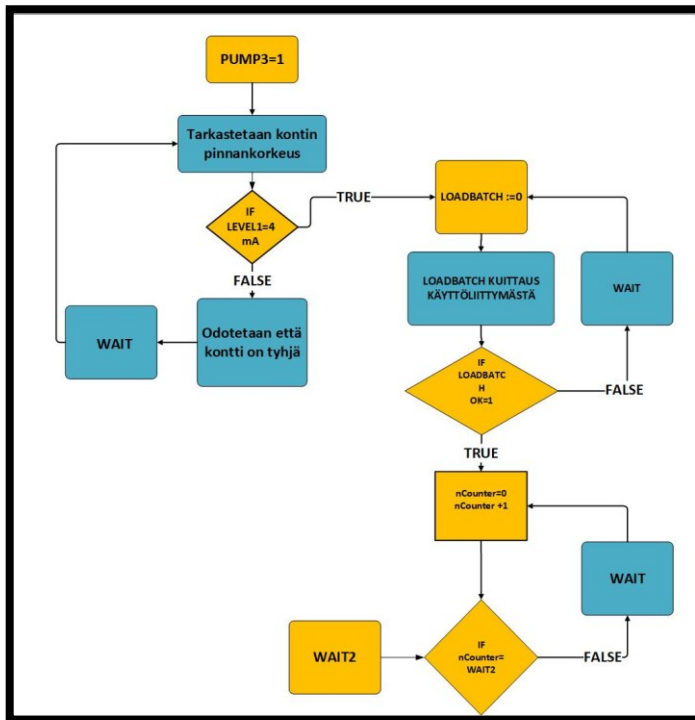 PUMP3=1
Tarkastetaan kontin
pinnankorkeus
IF
LEVEL1=4
mA
TRUE
FALSE
Odotetaan että
kontti on tyhjä
WAIT
LOADBATCH :=0
LOADBATCH KUITTAUS
KÄYTTÖLIITTYMÄSTÄ
WAIT
IF
LOADBATC
H
OK=1
FALSE
TRUE
nCounter=0
nCounter +1
WAIT
WAIT2
IF
nCounter=
WAIT2
FALSE